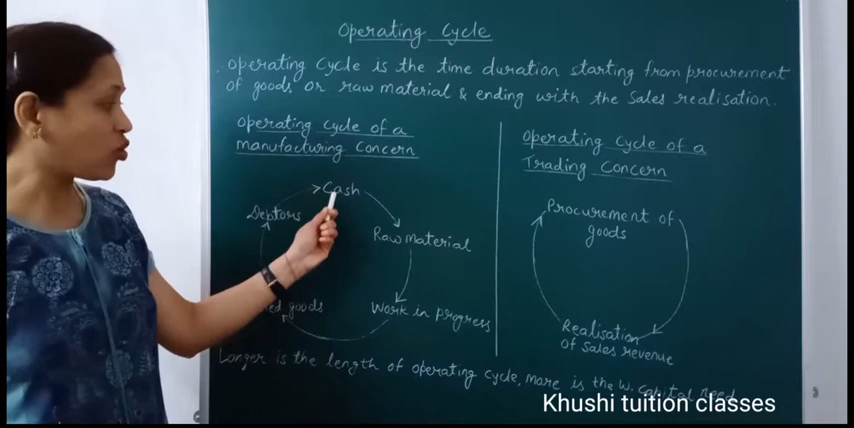 Operating Cycle
Operating Cycle is the time duration starting from procurement
of goods or raw material & ending with the sales realisation.
Operating Cycle of a
manufacturing Concern
Cash
Debtors
Raw material
goods
Work in progress
Operating Cycle of a
Trading Concern
Procurement of
goods
Realisation
of sales revenue
Longer is the length of operating cycle, more is the W. Capital need
Khushi tuition classes